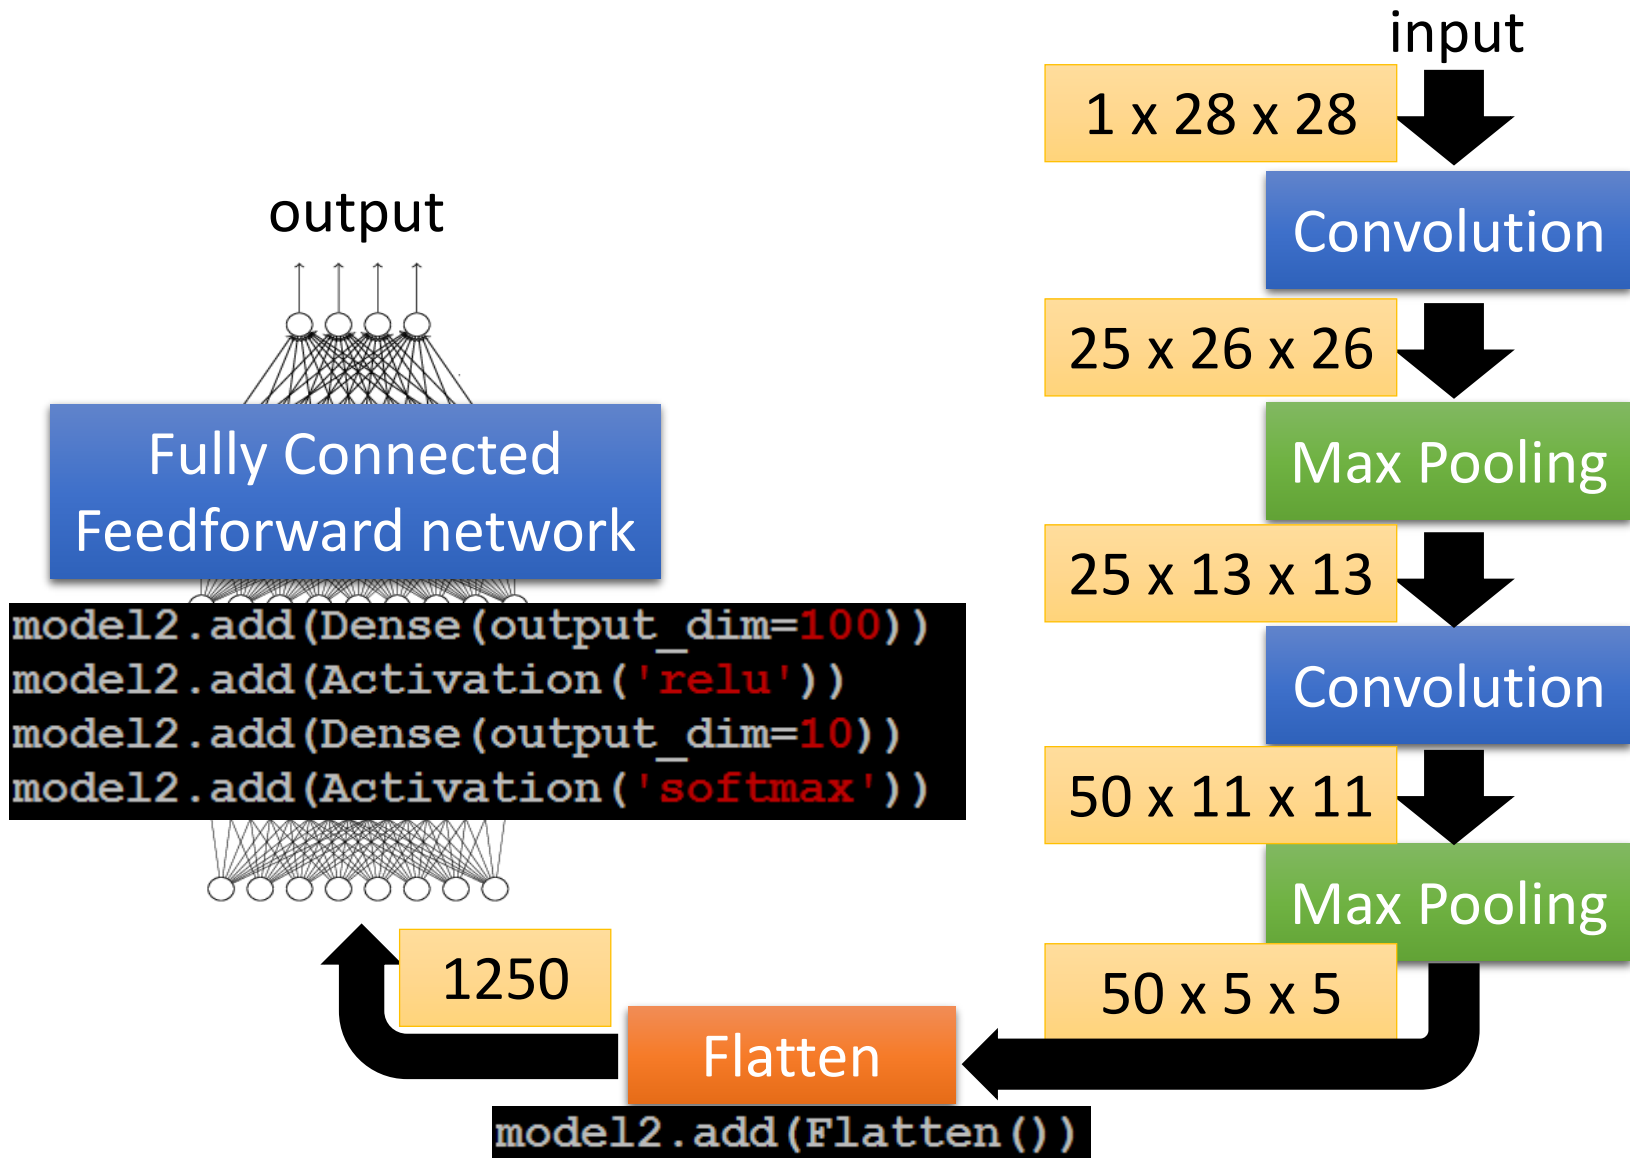 input
1 x 28 x 28
Convolution
25 x 26 x 26
Max Pooling
25 x 13 x 13
Convolution
50 x 11 x 11
Max Pooling
50 x 5 x 5
Flatten
model2.add(Flatten())
1250
output
Fully Connected
Feedforward network
model2.add(Dense(output_dim=100))
model2.add(Activation('relu'))
model2.add(Dense(output_dim=10))
model2.add(Activation('softmax'))